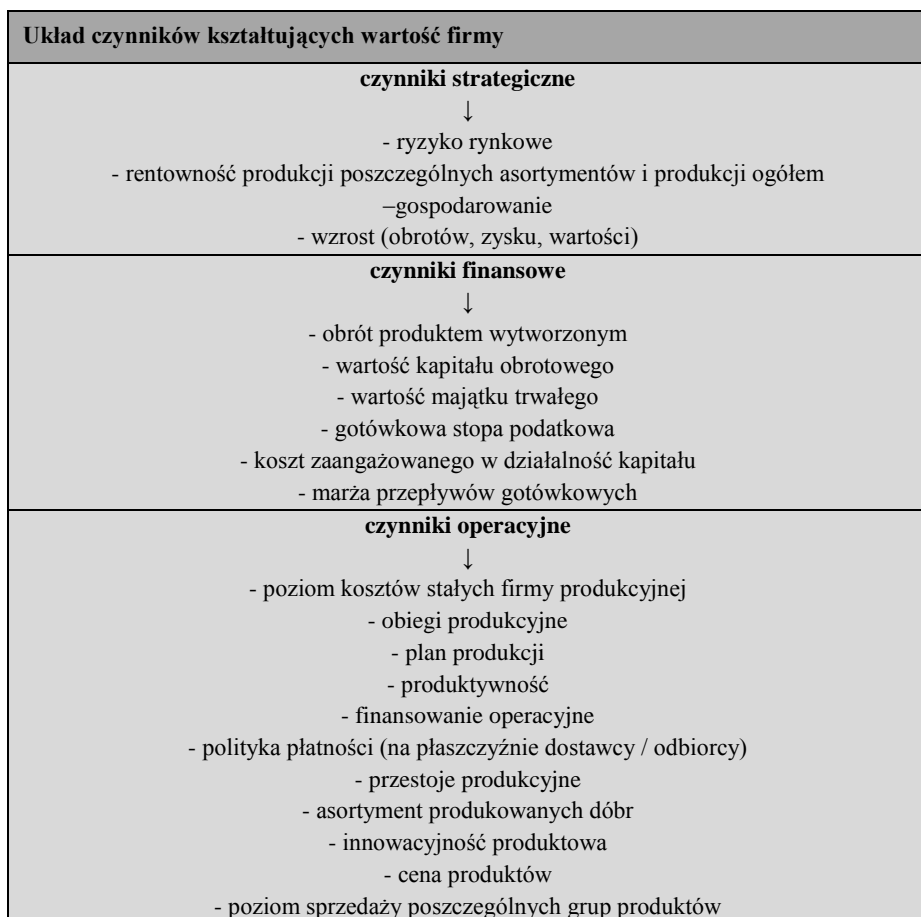 Układ czynników kształtujących wartość firmy
czynniki strategiczne
↓
- ryzyko rynkowe
- rentowność produkcji poszczególnych asortymentów i produkcji ogółem
–gospodarowanie
- wzrost (obrotów, zysku, wartości)
czynniki finansowe
↓
- obrót produktem wytworzonym
- wartość kapitału obrotowego
- wartość majątku trwałego
- gotówkowa stopa podatkowa
- koszt zaangażowanego w działalność kapitału
- marża przepływów gotówkowych
czynniki operacyjne
↓
- poziom kosztów stałych firmy produkcyjnej
- obiegi produkcyjne
- plan produkcji
- produktywność
- finansowanie operacyjne
- polityka płatności (na płaszczyźnie dostawcy / odbiorcy)
- przestoje produkcyjne
- asortyment produkowanych dóbr
- innowacyjność produktowa
- cena produktów
- poziom sprzedaży poszczególnych grup produktów